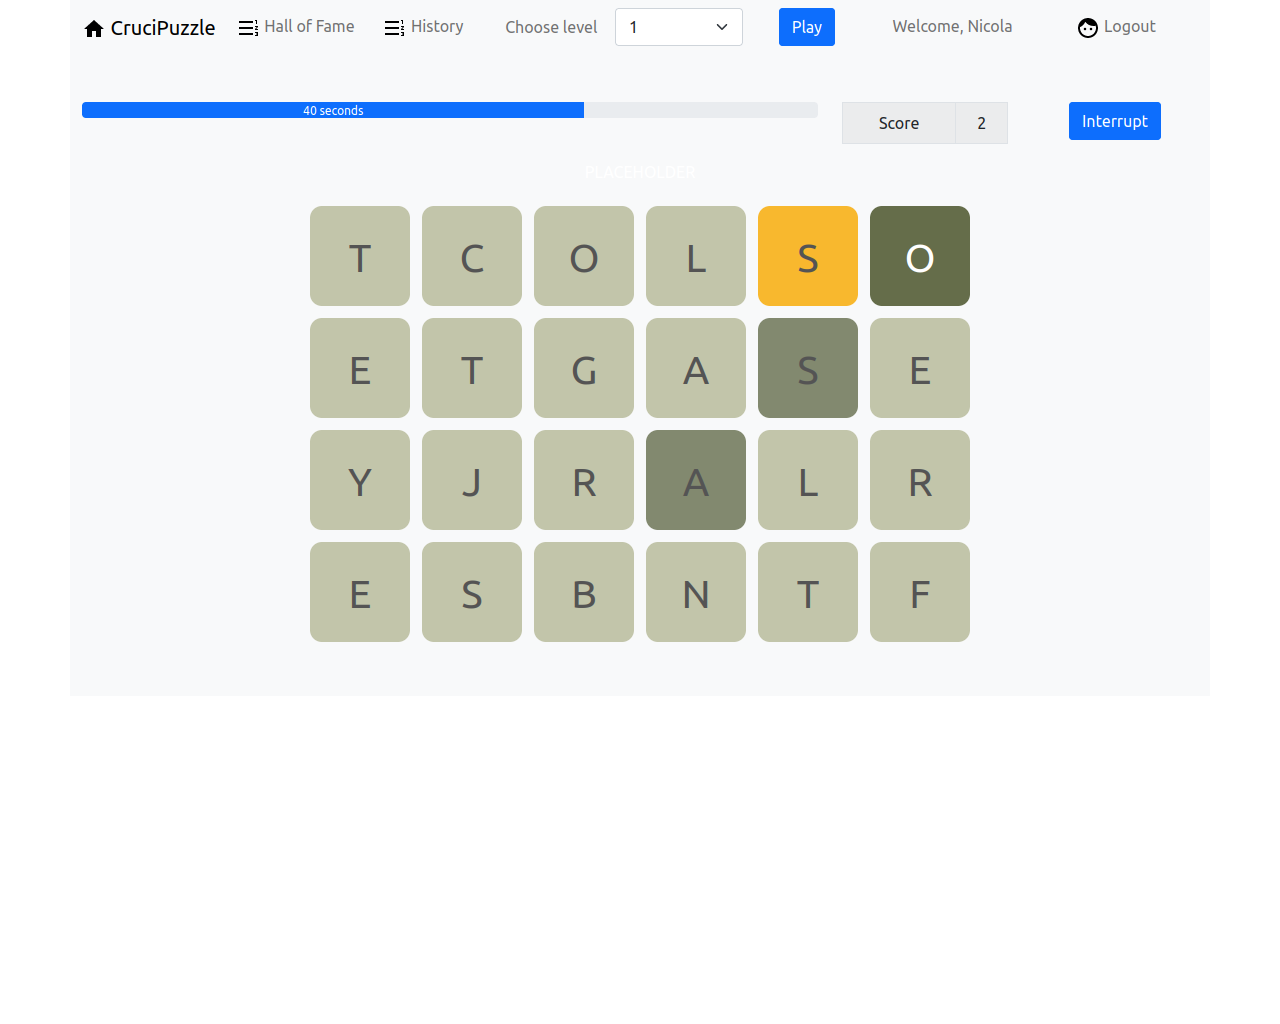 CruciPuzzle Hall of Fame History Choose level 1 Play Welcome, Nicola Logout
40 seconds Score 2 Interrupt
PLACEHOLDER
T C O L S O
E T G A S E
Y J R A L R
E S B N T F